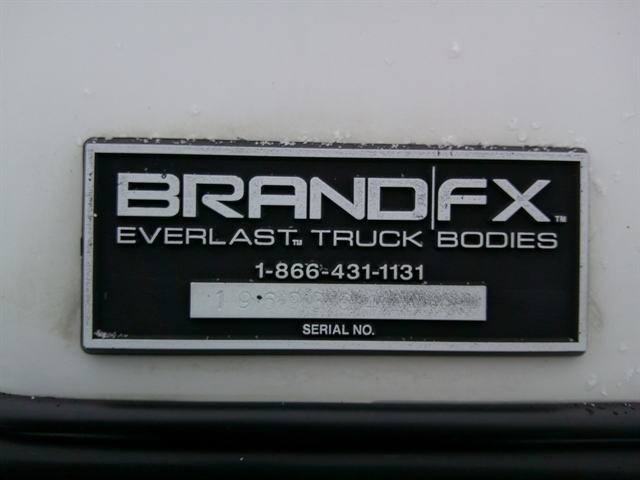 BRAND|FX™
EVERLAST™ TRUCK BODIES
1-866-431-1131
SERIAL NO.